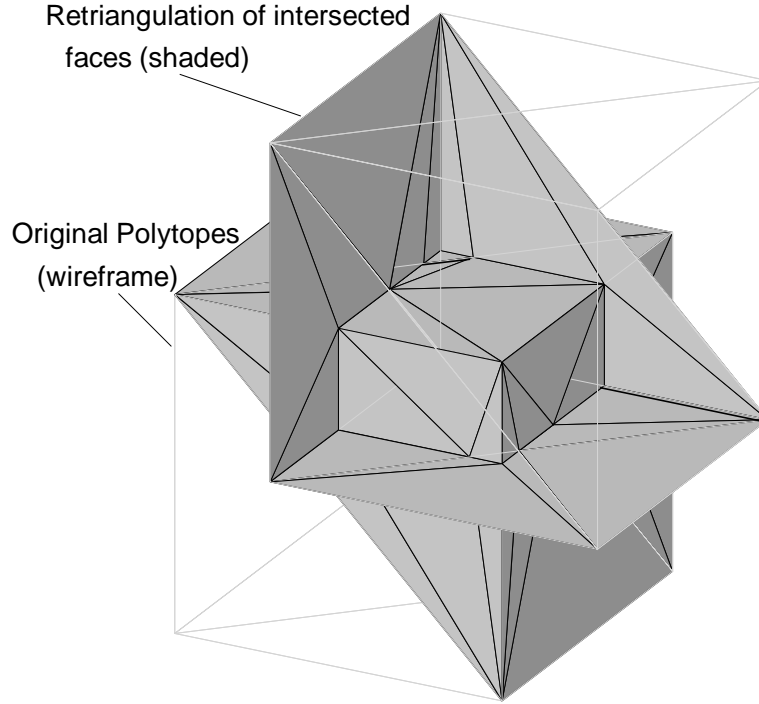 Retriangulation of intersected
faces (shaded)
Original Polytopes
(wireframe)